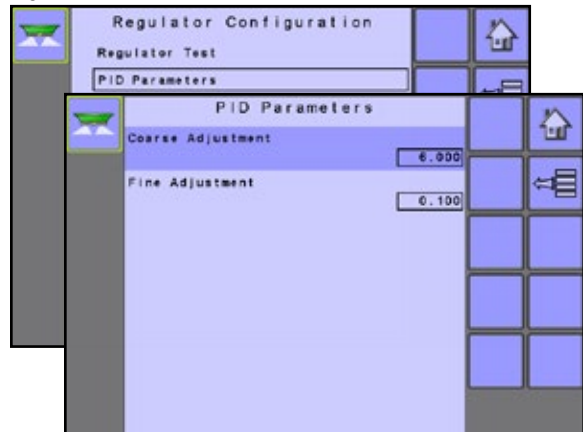 Regulator Configuration
Regulator Test
PID Parameters
PID Parameters
Coarse Adjustment
6.000
Fine Adjustment
0.100